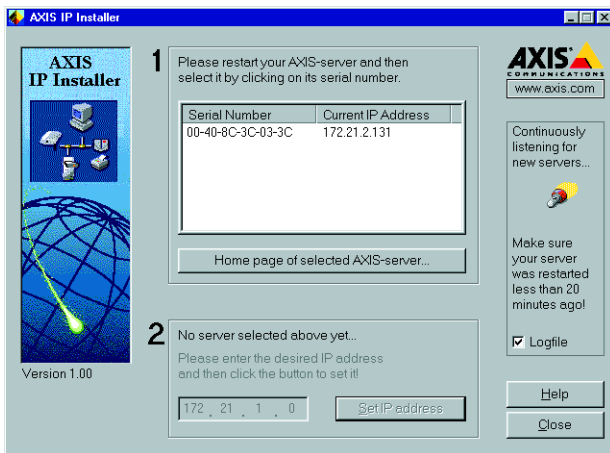 AXIS IP Installer
AXIS
IP Installer
Version 1.00
1
Please restart your AXIS-server and then
select it by clicking on its serial number.
Serial Number Current IP Address
00-40-8C-3C-03-3C 172.21.2.131
Home page of selected AXIS-server...
2
No server selected above yet...
Please enter the desired IP address
and then click the button to set it!
172 . 21 . 1 . 0
Set IP address
AXIS
COMMUNICATIONS
www.axis.com
Continuously
listening for
new servers...
Make sure
your server
was restarted
less than 20
minutes ago!
Logfile
Help
Close